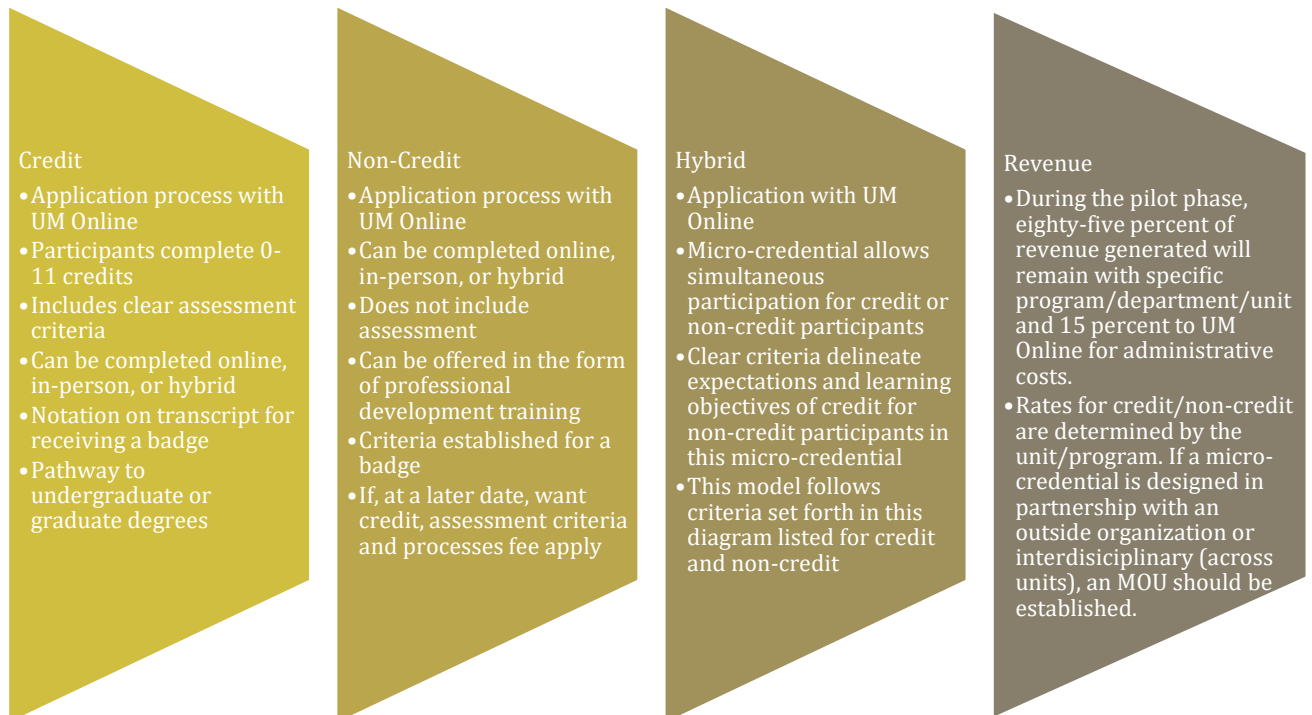 Credit
•Application process with
UM Online
•Participants complete 0-
11 credits
•Includes clear assessment
criteria
•Can be completed online,
in-person, or hybrid
•Notation on transcript for
receiving a badge
•Pathway to
undergraduate or
graduate degrees
Non-Credit
•Application process with
UM Online
•Can be completed online,
in-person, or hybrid
•Does not include
assessment
•Can be offered in the form
of professional
development training
•Criteria established for a
badge
•If, at a later date, want
credit, assessment criteria
and processes fee apply
Hybrid
•Application with UM
Online
•Micro-credential allows
simultaneous
participation for credit or
non-credit participants
•Clear criteria delineate
expectations and learning
objectives of credit for
non-credit participants in
this micro-credential
•This model follows
criteria set forth in this
diagram listed for credit
and non-credit
Revenue
•During the pilot phase,
eighty-five percent of
revenue generated will
remain with specific
program/department/unit
and 15 percent to UM
Online for administrative
costs.
•Rates for credit/non-credit
are determined by the
unit/program. If a micro-
credential is designed in
partnership with an
outside organization or
interdisiciplinary (across
units), an MOU should be
established.